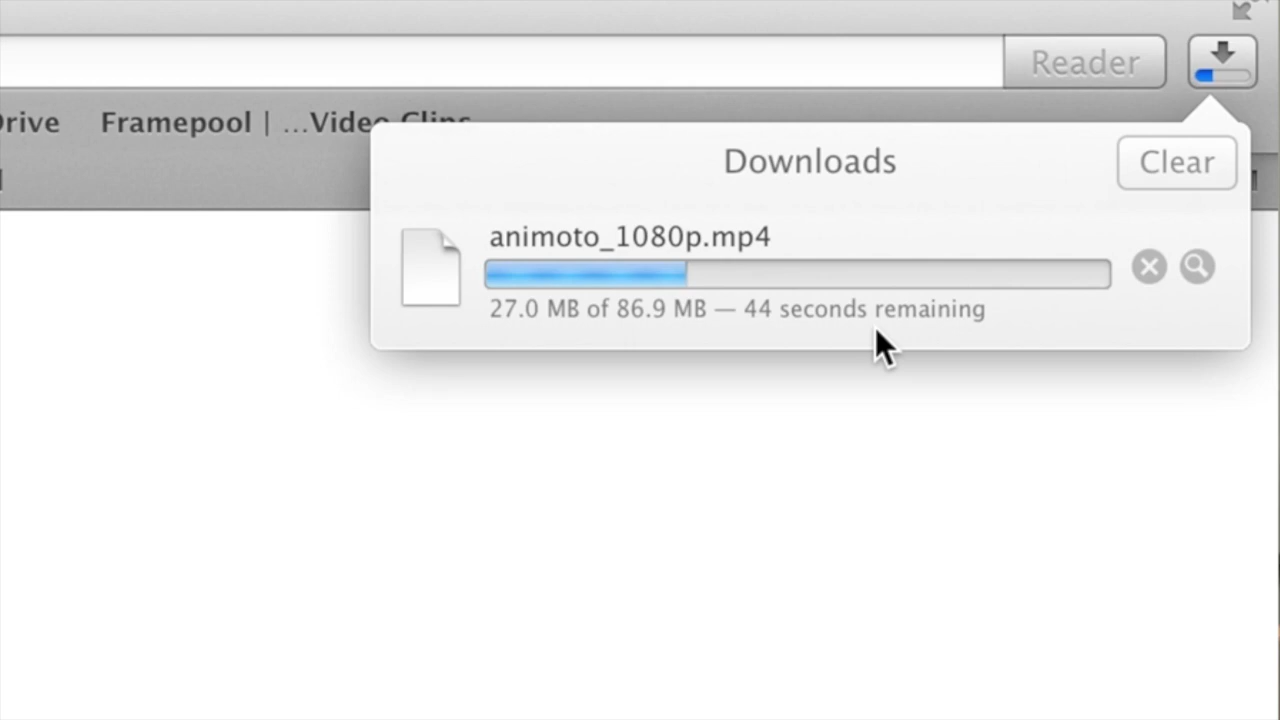 Reader
Drive Framepool | ...Video Clips
Downloads
Clear
animoto_1080p.mp4
27.0 MB of 86.9 MB — 44 seconds remaining